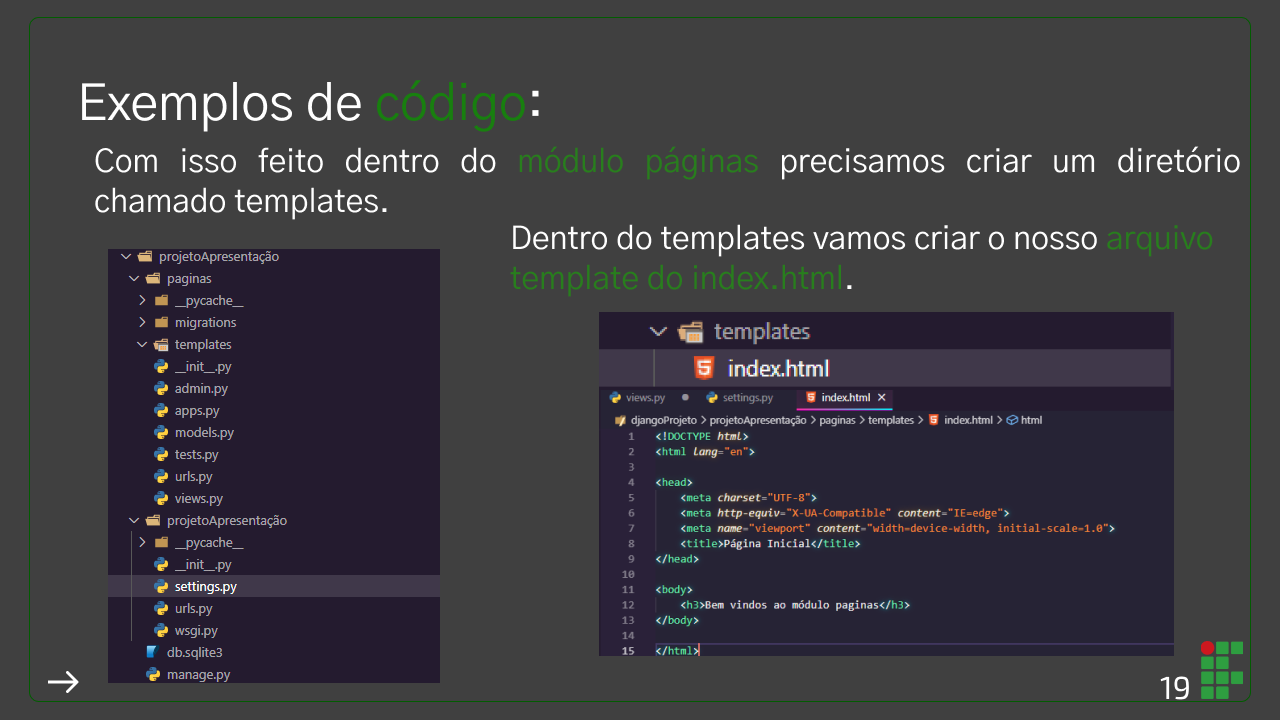 Exemplos de código:
Com isso feito dentro do módulo páginas precisamos criar um diretório
chamado templates.
Dentro do templates vamos criar o nosso arquivo
template do index.html.
projetoApresentação
paginas
__pycache__
migrations
templates
__init__.py
admin.py
apps.py
models.py
tests.py
urls.py
views.py
projetoApresentação
__pycache__
__init__.py
settings.py
urls.py
wsgi.py
db.sqlite3
manage.py
templates
index.html
views.py settings.py index.html
djangoProjeto > projetoApresentação > paginas > templates > index.html > html
1 <!DOCTYPE html>
2 <html lang="en">
3
4 <head>
5 <meta charset="UTF-8">
6 <meta http-equiv="X-UA-Compatible" content="IE=edge">
7 <meta name="viewport" content="width=device-width, initial-scale=1.0">
8 <title>Página Inicial</title>
9 </head>
10
11 <body>
12 <h3>Bem vindos ao módulo paginas</h3>
13 </body>
14
15 </html>
19